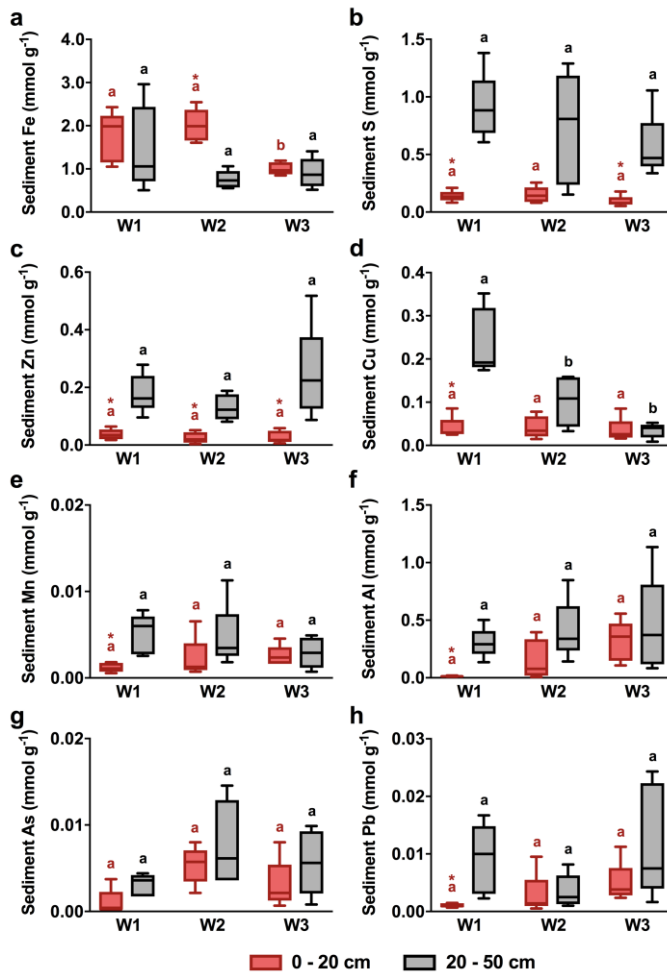 a
Sediment Fe (mmol g-1)
4.0
3.0
2.0
1.0
0.0
a
a
*
a
a
b
a
W1 W2 W3
b
Sediment S (mmol g-1)
1.5
1.0
0.5
0.0
*
a
a
a
a
*
a
a
W1 W2 W3
c
Sediment Zn (mmol g-1)
0.6
0.4
0.2
0.0
*
a
a
*
a
a
*
a
a
W1 W2 W3
d
Sediment Cu (mmol g-1)
0.4
0.3
0.2
0.1
0.0
*
a
a
a
b
a
b
W1 W2 W3
e
Sediment Mn (mmol g-1)
0.02
0.01
0.00
*
a
a
a
a
a
a
W1 W2 W3
f
Sediment Al (mmol g-1)
1.5
1.0
0.5
0.0
*
a
a
a
a
a
a
W1 W2 W3
g
Sediment As (mmol g-1)
0.02
0.01
0.00
a
a
a
a
a
a
W1 W2 W3
h
Sediment Pb (mmol g-1)
0.03
0.02
0.01
0.00
*
a
a
a
a
a
a
W1 W2 W3
0 - 20 cm 20 - 50 cm